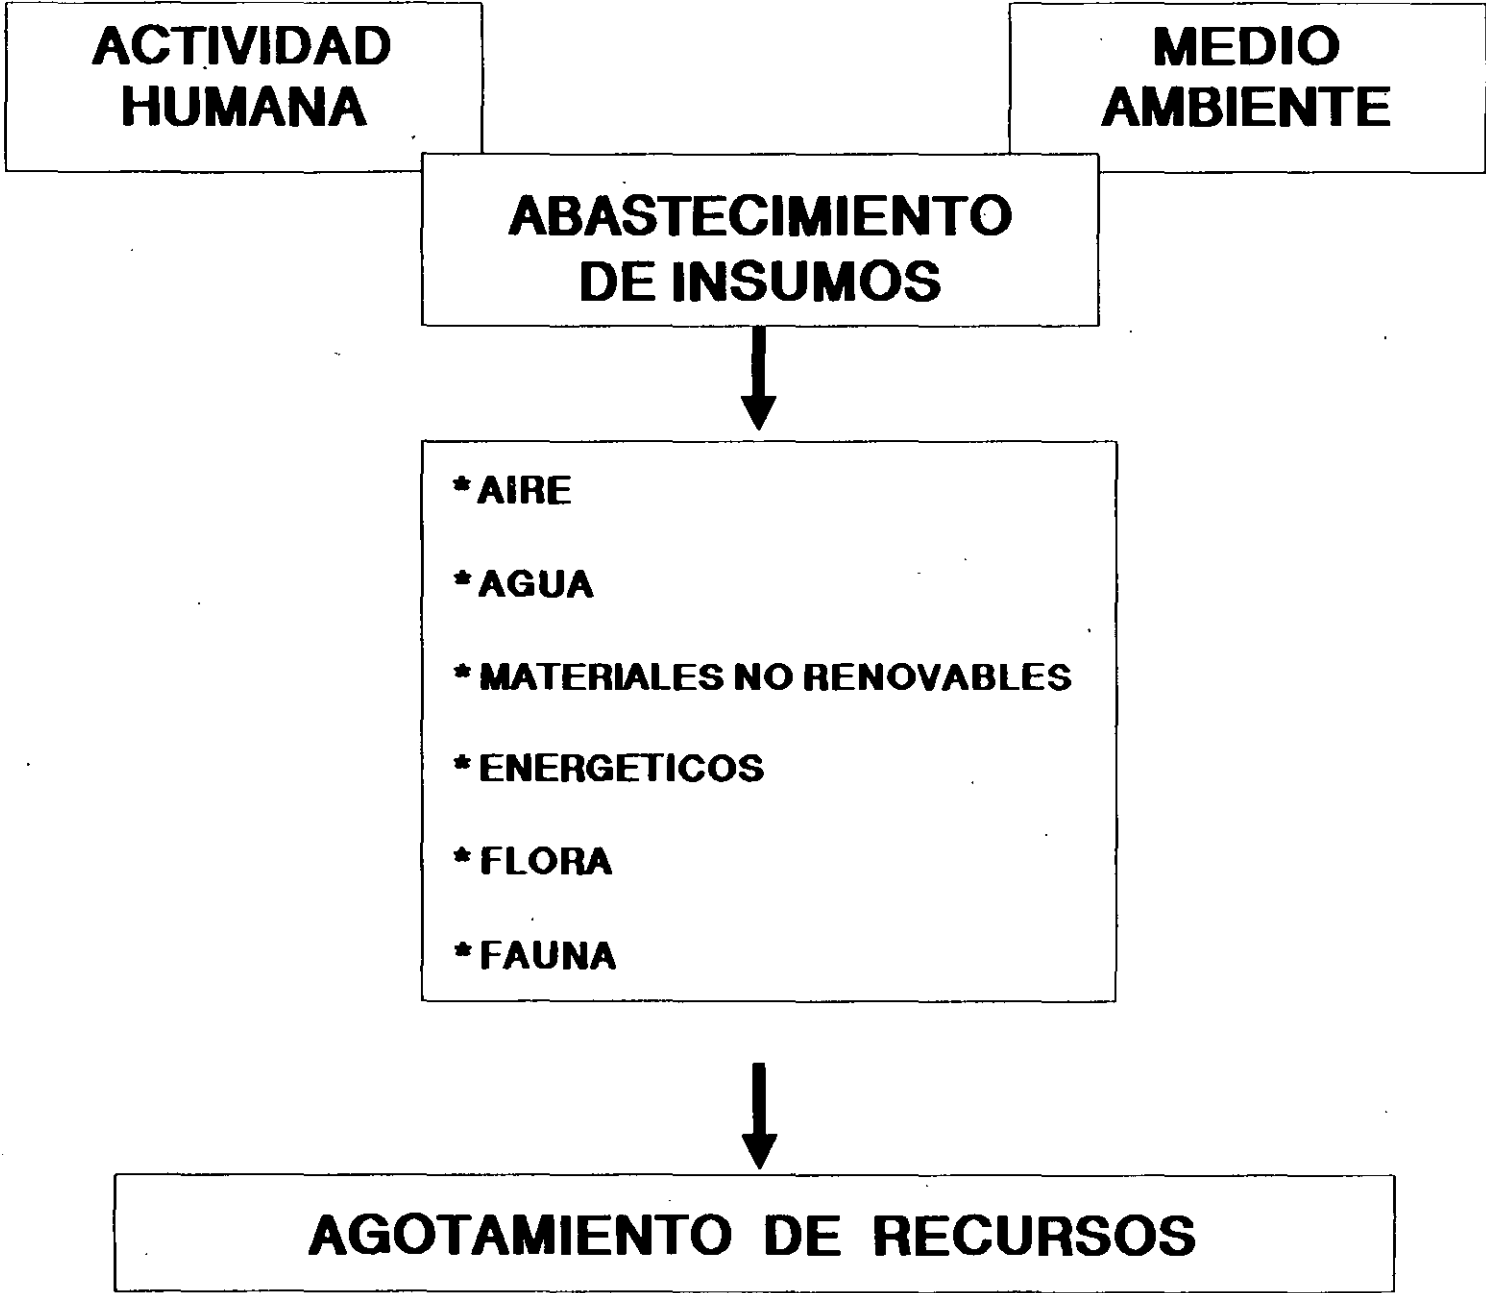 ACTIVIDAD
HUMANA
MEDIO
AMBIENTE
ABASTECIMIENTO
DE INSUMOS
* AIRE
* AGUA
* MATERIALES NO RENOVABLES
* ENERGETICOS
* FLORA
* FAUNA
AGOTAMIENTO DE RECURSOS